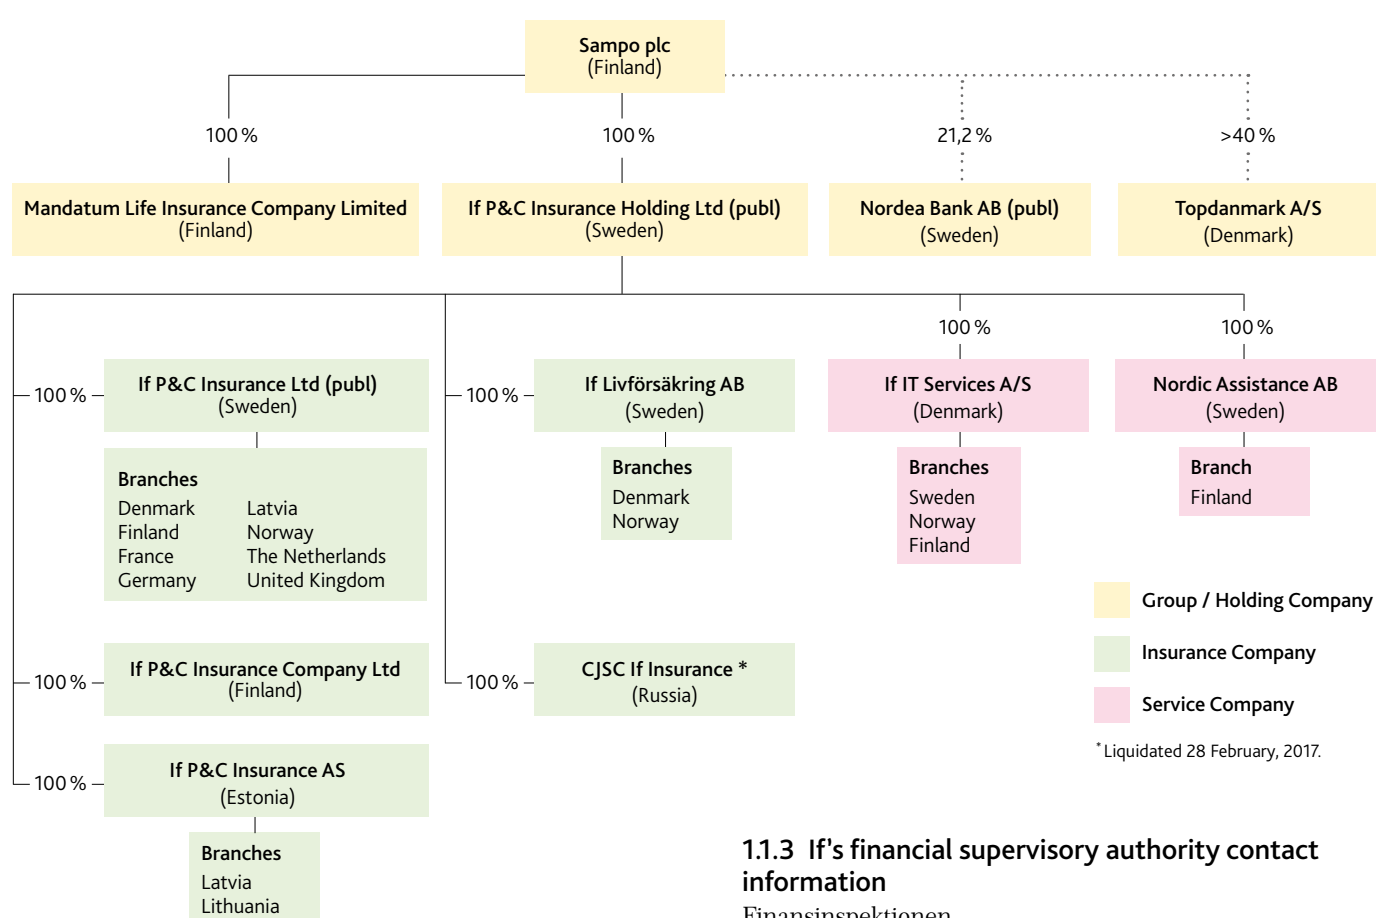 Sampo plc
(Finland)
100 %
100 %
21,2 %
>40 %
Mandatum Life Insurance Company Limited
(Finland)
If P&C Insurance Holding Ltd (publ)
(Sweden)
Nordea Bank AB (publ)
(Sweden)
Topdanmark A/S
(Denmark)
100 %
100 %
100 %
If P&C Insurance Ltd (publ)
(Sweden)
100 %
If Livförsäkring AB
(Sweden)
If IT Services A/S
(Denmark)
Nordic Assistance AB
(Sweden)
Branches
Denmark
Finland
France
Germany
Latvia
Norway
The Netherlands
United Kingdom
Branches
Denmark
Norway
Branches
Sweden
Norway
Finland
Branch
Finland
100 %
If P&C Insurance Company Ltd
(Finland)
100 %
CJSC If Insurance *
(Russia)
Group / Holding Company
Insurance Company
Service Company
* Liquidated 28 February, 2017.
100 %
If P&C Insurance AS
(Estonia)
Branches
Latvia
Lithuania
1.1.3 If's financial supervisory authority contact
information
Finansinspektionen